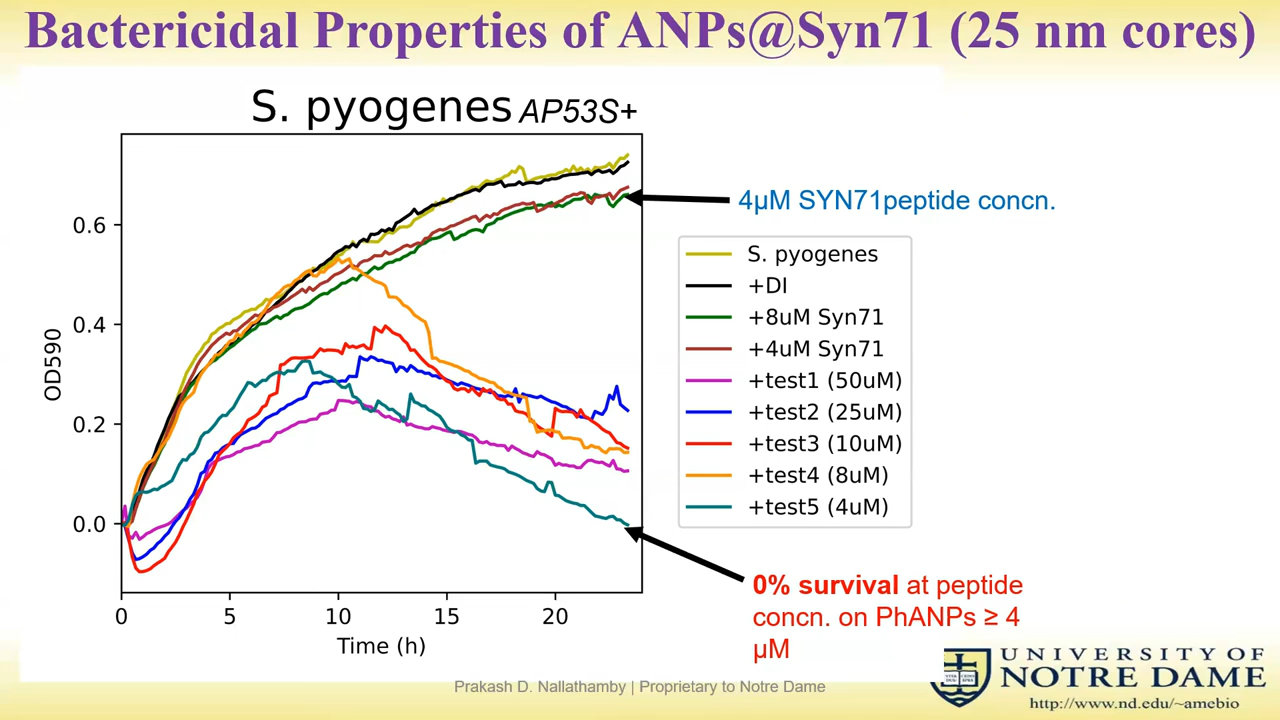 Bactericidal Properties of ANPs@Syn71 (25 nm cores)
S. pyogenes AP53S+
OD590
0.6
0.4
0.2
0.0
0
5
10
15
20
Time (h)
4µM SYN71peptide concn.
S. pyogenes
+DI
+8uM Syn71
+4uM Syn71
+test1 (50uM)
+test2 (25uM)
+test3 (10uM)
+test4 (8uM)
+test5 (4uM)
0% survival at peptide
concn. on PhANPs ≥ 4
µM
Prakash D. Nallathamby | Proprietary to Notre Dame
UNIVERSITY OF
NOTRE DAME
http://www.nd.edu/~amebio